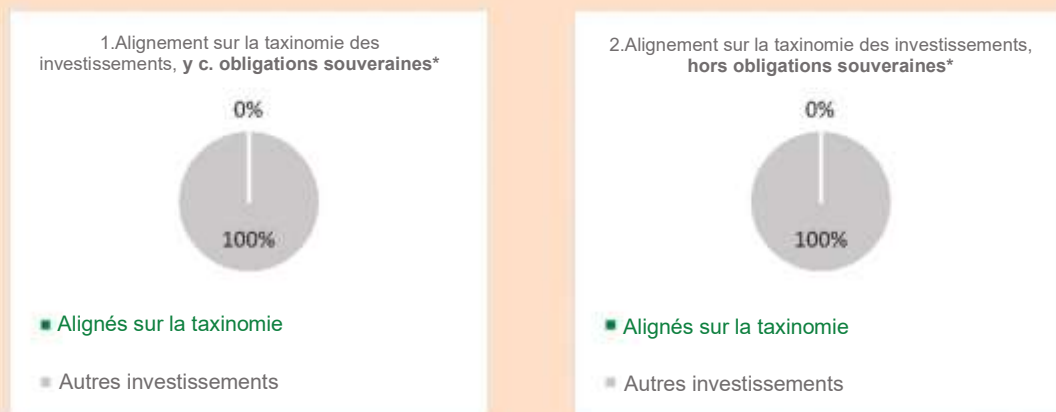 1.Alignement sur la taxinomie des
investissements, y c. obligations souveraines*
0%
100%
Alignés sur la taxinomie
Autres investissements
2.Alignement sur la taxinomie des investissements,
hors obligations souveraines*
0%
100%
Alignés sur la taxinomie
Autres investissements